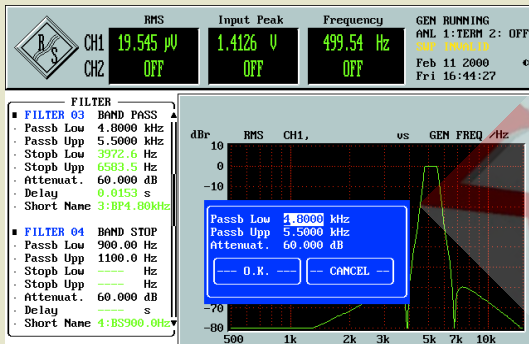 RMS Input Peak Frequency
R S CH1 19.545 µV 1.4126 V 499.54 Hz
CH2 OFF OFF OFF
GEN RUNNING
ANL 1:TERM 2: OFF
SWP INVALID
Feb 11 2000
Fri 16:44:27
FILTER
FILTER 03 BAND PASS
Passb Low 4.8000 kHz
Passb Upp 5.5000 kHz
Stopb Low 3972.6 Hz
Stopb Upp 6583.5 Hz
Attenuat. 60.000 dB
Delay 0.0153 s
Short Name 3:BP4.80kHz
FILTER 04 BAND STOP
Passb Low 900.00 Hz
Passb Upp 1100.0 Hz
Stopb Low ---- Hz
Stopb Upp ---- Hz
Attenuat. 60.000 dB
Delay ---- s
Short Name 4:BS900.0Hz
dBr RMS CH1, vs GEN FREQ /Hz
10
0
-10
Passb Low 4.8000 kHz
Passb Upp 5.5000 kHz
Attenuat. 60.000 dB
--- O.K. --- -- CANCEL --
-70
-80
500 1k 2k 3k 5k 7k 10k